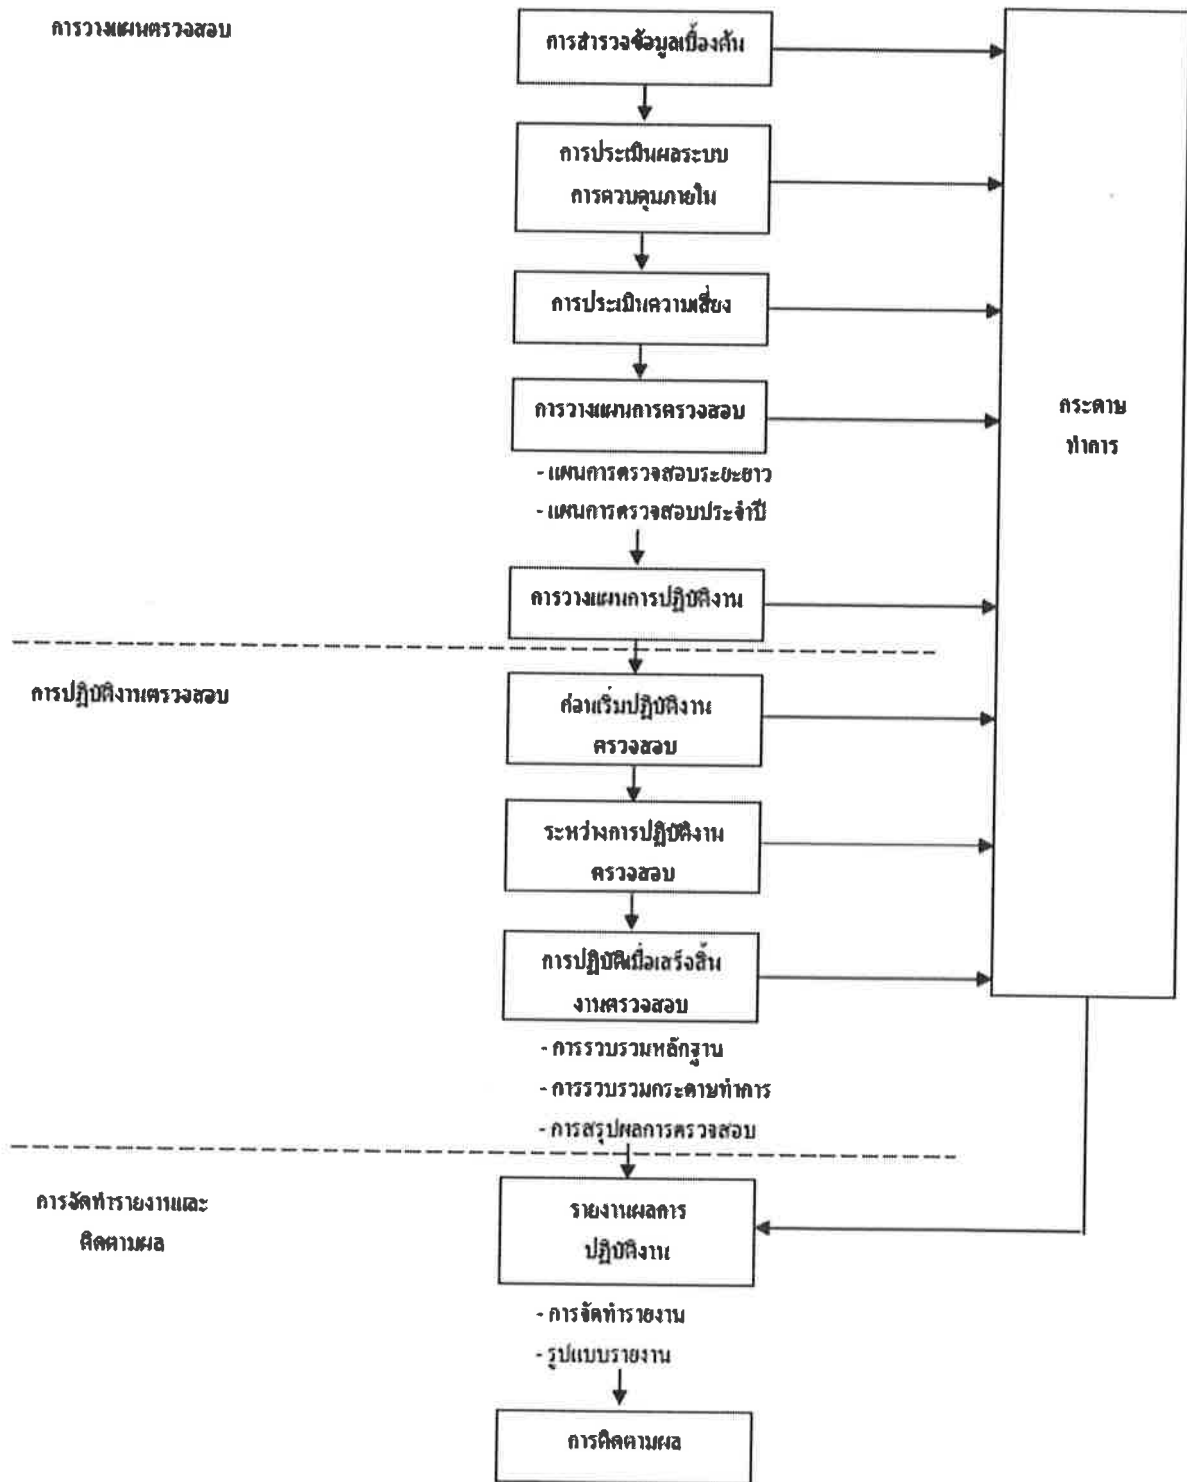 การวางแผนตรวจสอบ
การสำรวจข้อมูลเบื้องต้น
การประเมินผลระบบ
การควบคุมภายใน
การประเมินความเสี่ยง
การวางแผนการตรวจสอบ
- แผนการตรวจสอบระยะยาว
- แผนการตรวจสอบประจำปี
การวางแผนการปฏิบัติงาน
กระดาษ
ทำการ
การปฏิบัติงานตรวจสอบ
ก่อนเริ่มปฏิบัติงาน
ตรวจสอบ
ระหว่างการปฏิบัติงาน
ตรวจสอบ
การปฏิบัติเมื่อเสร็จสิ้น
งานตรวจสอบ
- การรวบรวมหลักฐาน
- การรวบรวมกระดาษทำการ
- การสรุปผลการตรวจสอบ
การจัดทำรายงานและ
ติดตามผล
รายงานผลการ
ปฏิบัติงาน
- การจัดทำรายงาน
- รูปแบบรายงาน
การติดตามผล